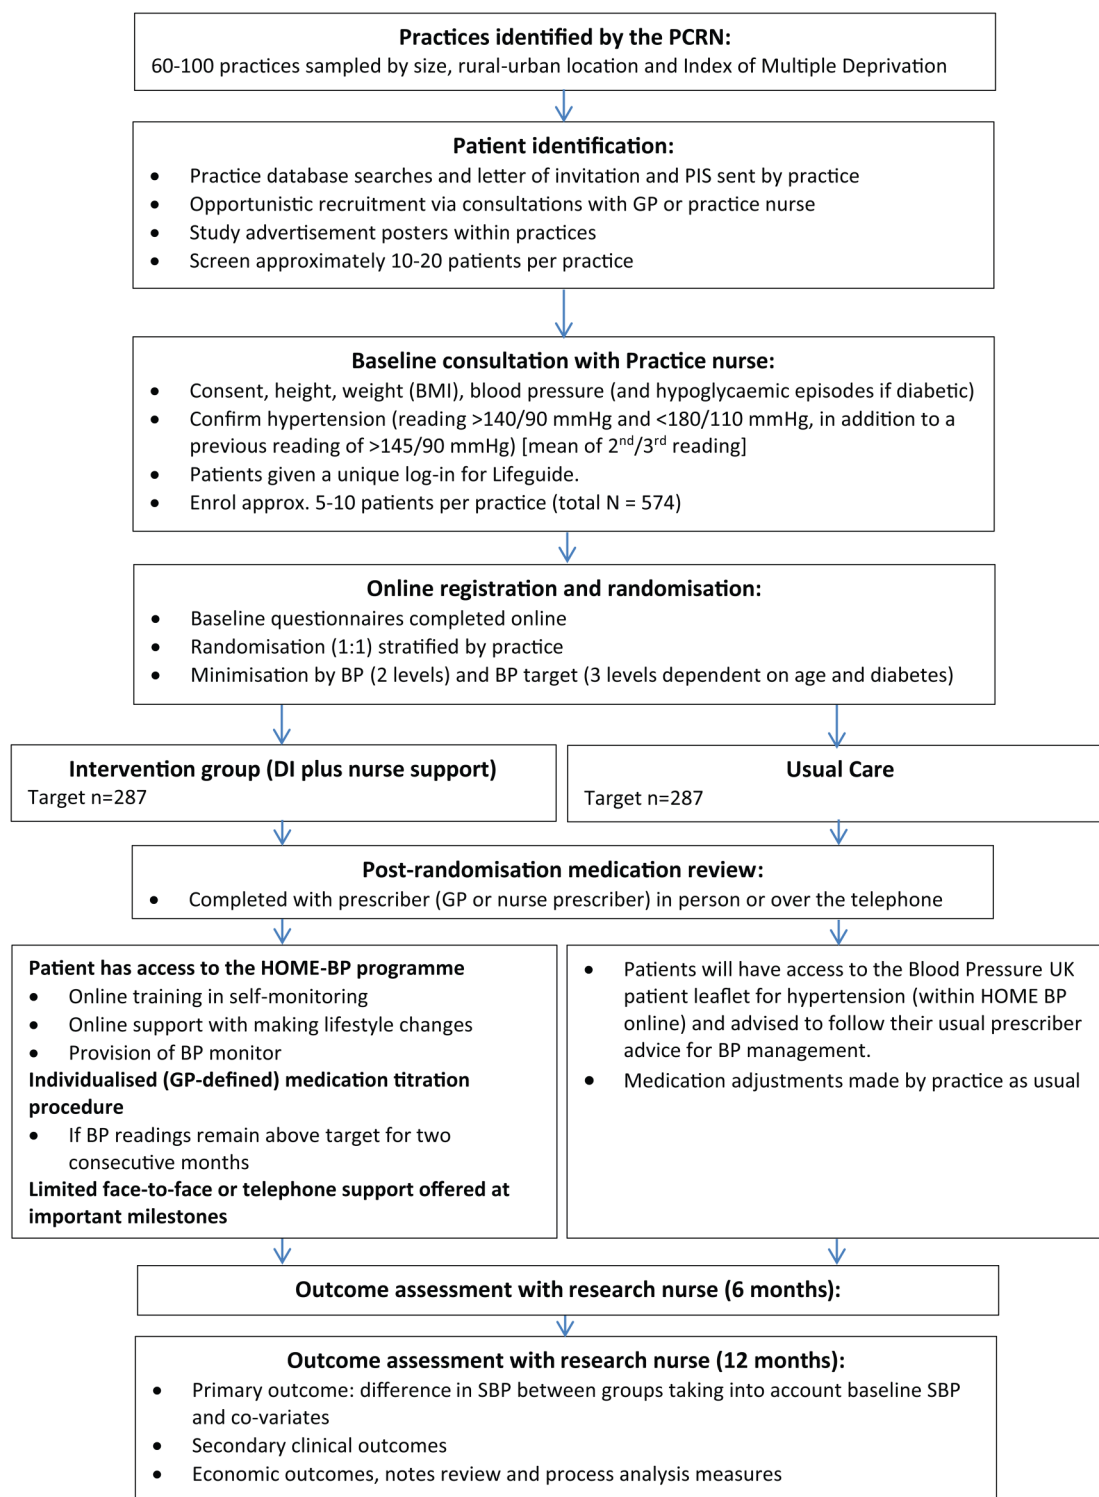 Practices identified by the PCRN:
60-100 practices sampled by size, rural-urban location and Index of Multiple Deprivation
Patient identification:
• Practice database searches and letter of invitation and PIS sent by practice
• Opportunistic recruitment via consultations with GP or practice nurse
• Study advertisement posters within practices
• Screen approximately 10-20 patients per practice
Baseline consultation with Practice nurse:
• Consent, height, weight (BMI), blood pressure (and hypoglycaemic episodes if diabetic)
• Confirm hypertension (reading >140/90 mmHg and <180/110 mmHg, in addition to a
previous reading of >145/90 mmHg) [mean of 2nd/3rd reading]
• Patients given a unique log-in for Lifeguide.
• Enrol approx. 5-10 patients per practice (total N = 574)
Online registration and randomisation:
• Baseline questionnaires completed online
• Randomisation (1:1) stratified by practice
• Minimisation by BP (2 levels) and BP target (3 levels dependent on age and diabetes)
Intervention group (DI plus nurse support)
Target n=287
Usual Care
Target n=287
Post-randomisation medication review:
• Completed with prescriber (GP or nurse prescriber) in person or over the telephone
Patient has access to the HOME-BP programme
• Online training in self-monitoring
• Online support with making lifestyle changes
• Provision of BP monitor
Individualised (GP-defined) medication titration
procedure
• If BP readings remain above target for two
consecutive months
Limited face-to-face or telephone support offered at
important milestones
• Patients will have access to the Blood Pressure UK
patient leaflet for hypertension (within HOME BP
online) and advised to follow their usual prescriber
advice for BP management.
• Medication adjustments made by practice as usual
Outcome assessment with research nurse (6 months):
Outcome assessment with research nurse (12 months):
• Primary outcome: difference in SBP between groups taking into account baseline SBP
and co-variates
• Secondary clinical outcomes
• Economic outcomes, notes review and process analysis measures